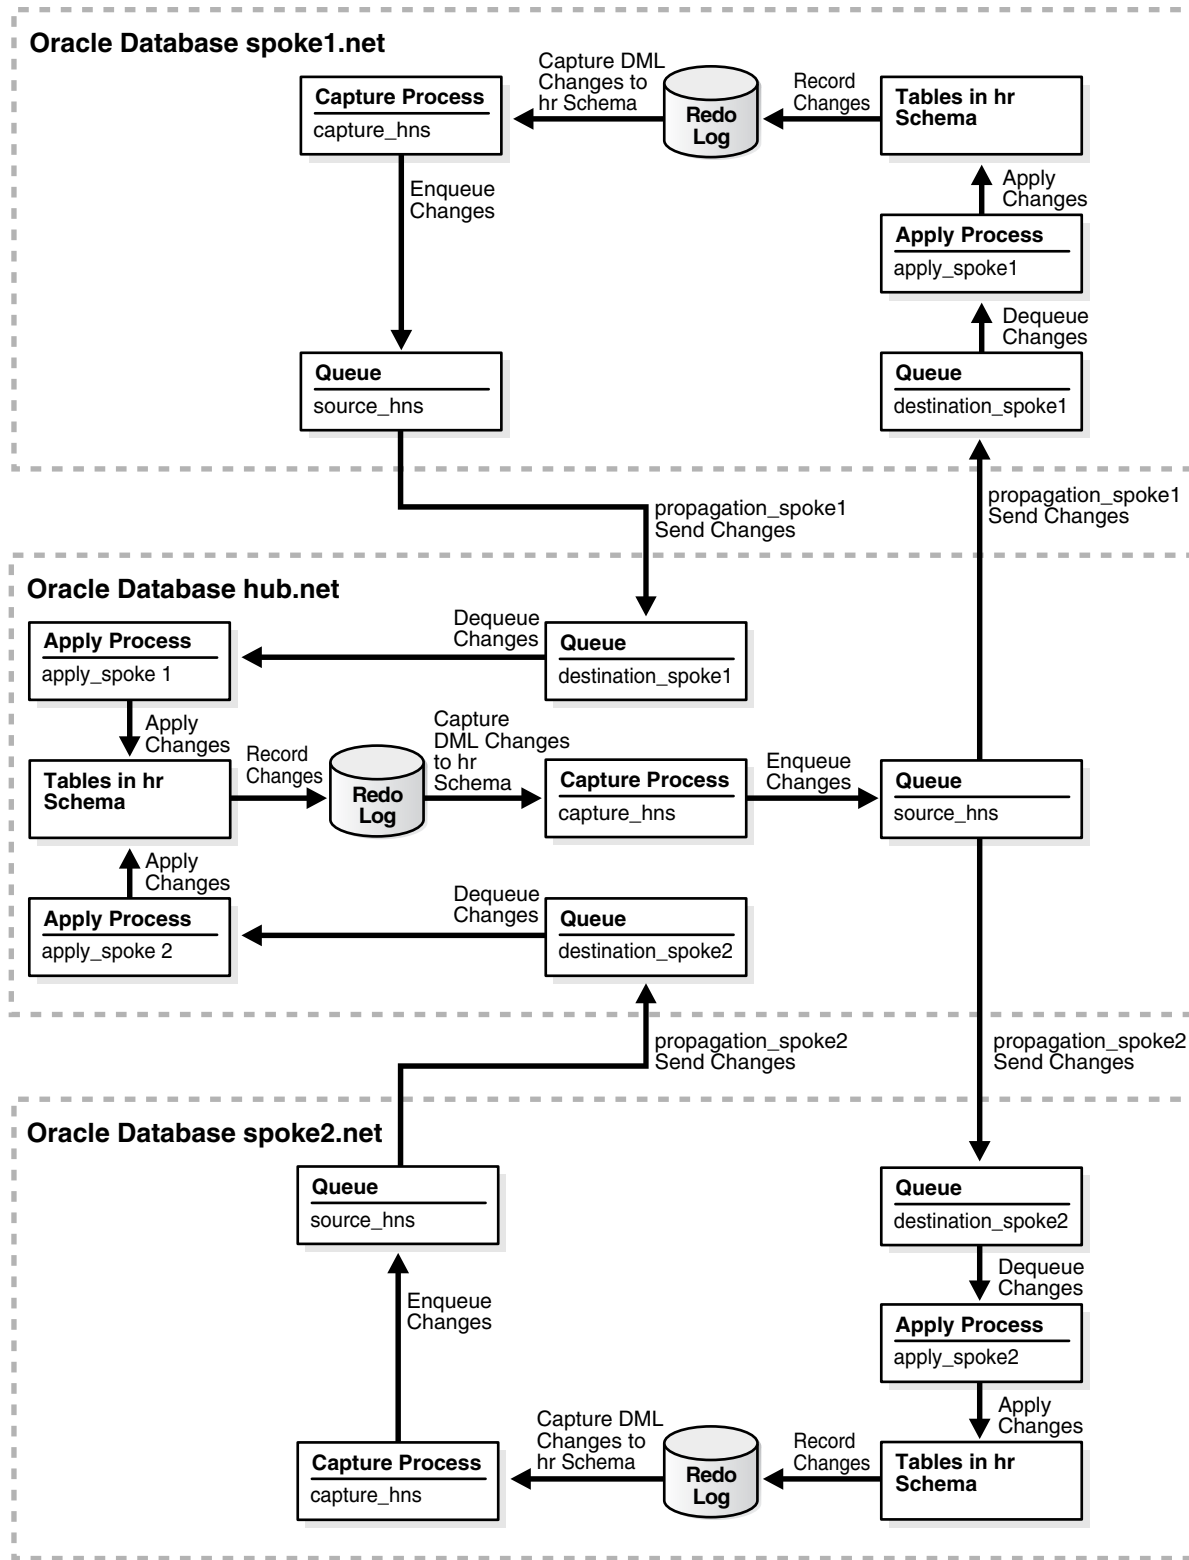 Oracle Database spoke1.net
Capture Process
capture_hns
Capture DML
Changes to
hr Schema
Redo
Log
Record
Changes
Tables in hr
Schema
Enqueue
Changes
Apply
Changes
Apply Process
apply_spoke1
Dequeue
Changes
Queue
source_hns
Queue
destination_spoke1
propagation_spoke1
Send Changes
propagation_spoke1
Send Changes
Oracle Database hub.net
Apply Process
apply_spoke 1
Dequeue
Changes
Queue
destination_spoke1
Apply
Changes
Tables in hr
Schema
Record
Changes
Redo
Log
Capture
DML Changes
to hr
Schema
Capture Process
capture_hns
Enqueue
Changes
Queue
source_hns
Apply
Changes
Apply Process
apply_spoke 2
Dequeue
Changes
Queue
destination_spoke2
propagation_spoke2
Send Changes
propagation_spoke2
Send Changes
Oracle Database spoke2.net
Queue
source_hns
Queue
destination_spoke2
Dequeue
Changes
Enqueue
Changes
Apply Process
apply_spoke2
Apply
Changes
Capture Process
capture_hns
Capture DML
Changes to
hr Schema
Redo
Log
Record
Changes
Tables in hr
Schema